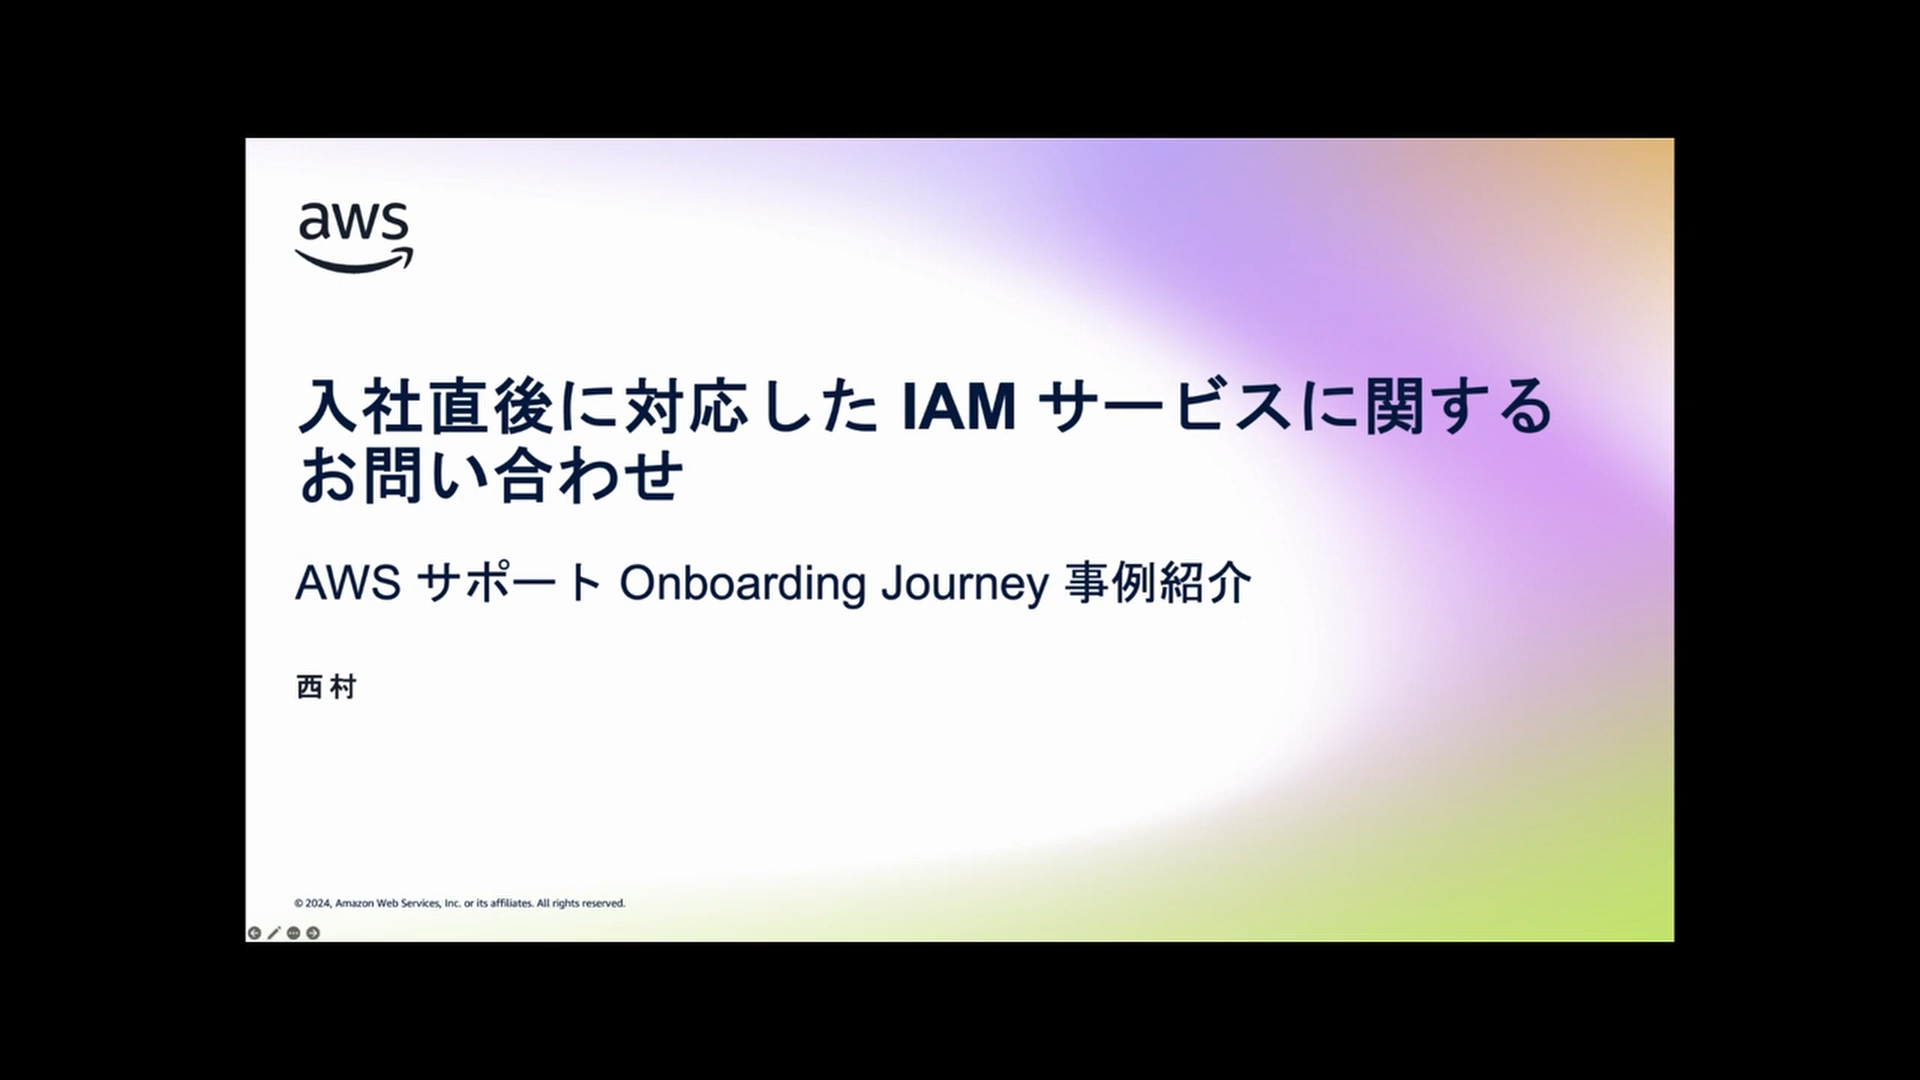 aws
入社直後に対応した IAM サービスに関する
お問い合わせ
AWS サポート Onboarding Journey 事例紹介
西村
© 2024, Amazon Web Services, Inc. or its affiliates. All rights reserved.